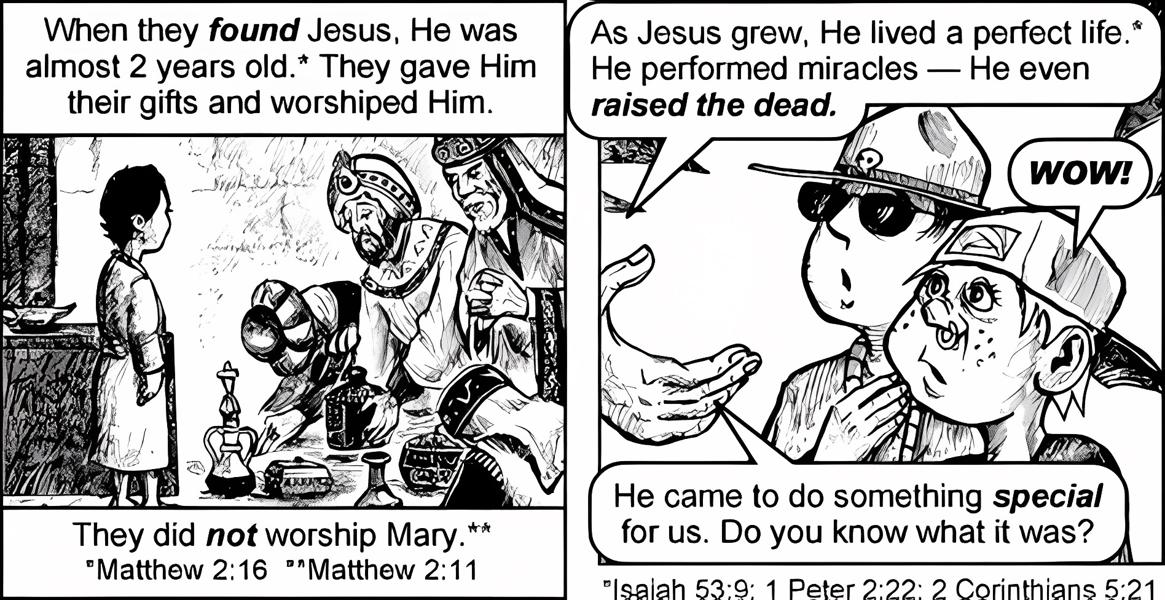 When they found Jesus, He was
almost 2 years old.* They gave Him
their gifts and worshiped Him.
They did not worship Mary.**
*Matthew 2:16 **Matthew 2:11
As Jesus grew, He lived a perfect life.*
He performed miracles — He even
raised the dead.
WOW!
He came to do something special
for us. Do you know what it was?
*Isaiah 53:9; 1 Peter 2:22; 2 Corinthians 5:21